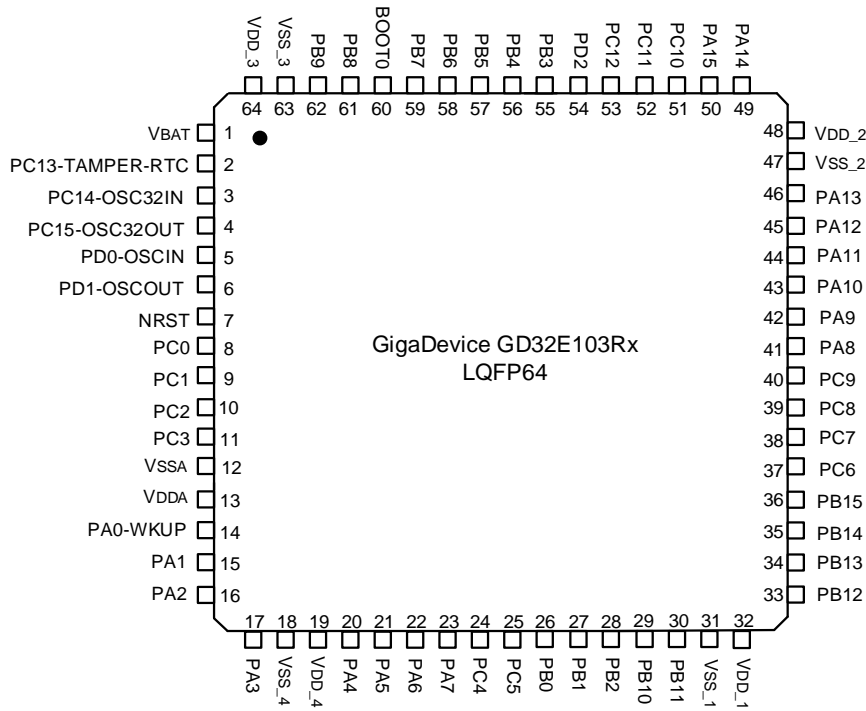 VDD_3 VSS_3 PB9 PB8 BOOT0 PB7 PB6 PB5 PB4 PB3 PD2 PC12 PC11 PC10 PA15 PA14
64 63 62 61 60 59 58 57 56 55 54 53 52 51 50 49
VBAT 1 48 VDD_2
PC13-TAMPER-RTC 2 47 VSS_2
PC14-OSC32IN 3 46 PA13
PC15-OSC32OUT 4 45 PA12
PD0-OSCIN 5 44 PA11
PD1-OSCOUT 6 43 PA10
NRST 7 42 PA9
PC0 8 41 PA8
GigaDevice GD32E103Rx
LQFP64
PC1 9 40 PC9
PC2 10 39 PC8
PC3 11 38 PC7
VSSA 12 37 PC6
VDDA 13 36 PB15
PA0-WKUP 14 35 PB14
PA1 15 34 PB13
PA2 16 33 PB12
17 18 19 20 21 22 23 24 25 26 27 28 29 30 31 32
PA3 VSS_4 VDD_4 PA4 PA5 PA6 PA7 PC4 PC5 PB0 PB1 PB2 PB10 PB11 VSS_1 VDD_1